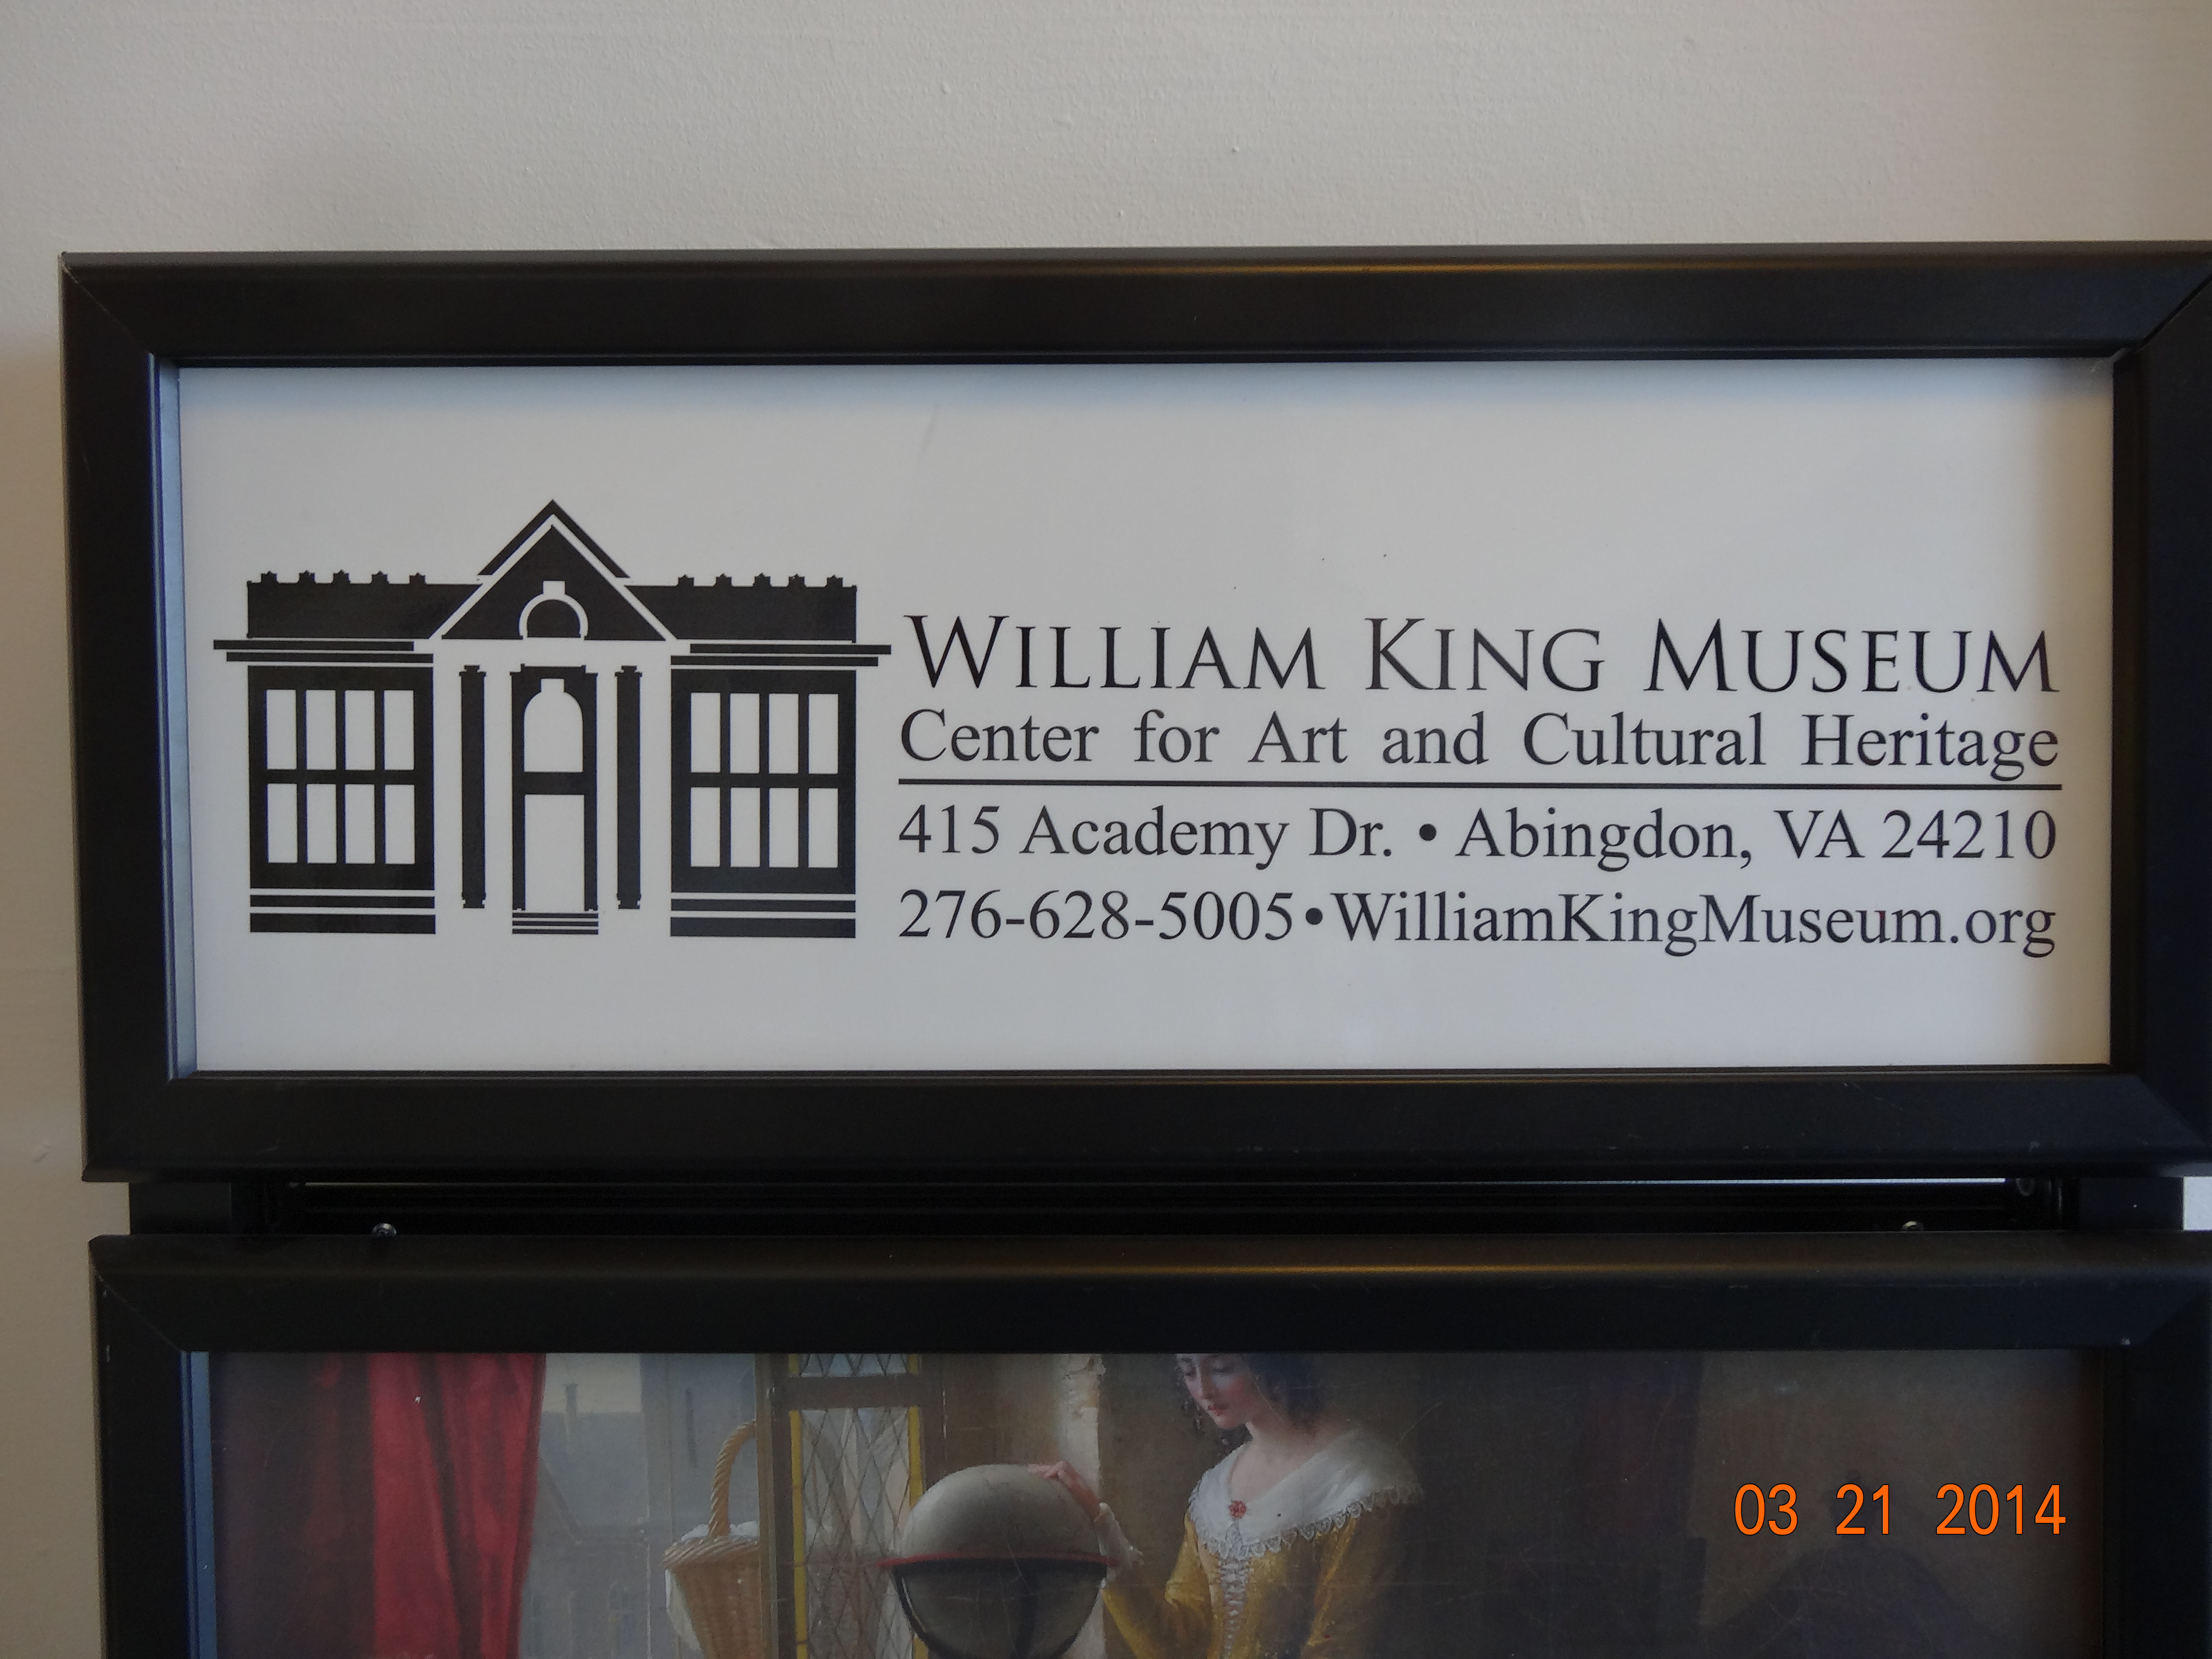 WILLIAM KING MUSEUM
Center for Art and Cultural Heritage
415 Academy Dr. • Abingdon, VA 24210
276-628-5005•WilliamKingMuseum.org
03 21 2014